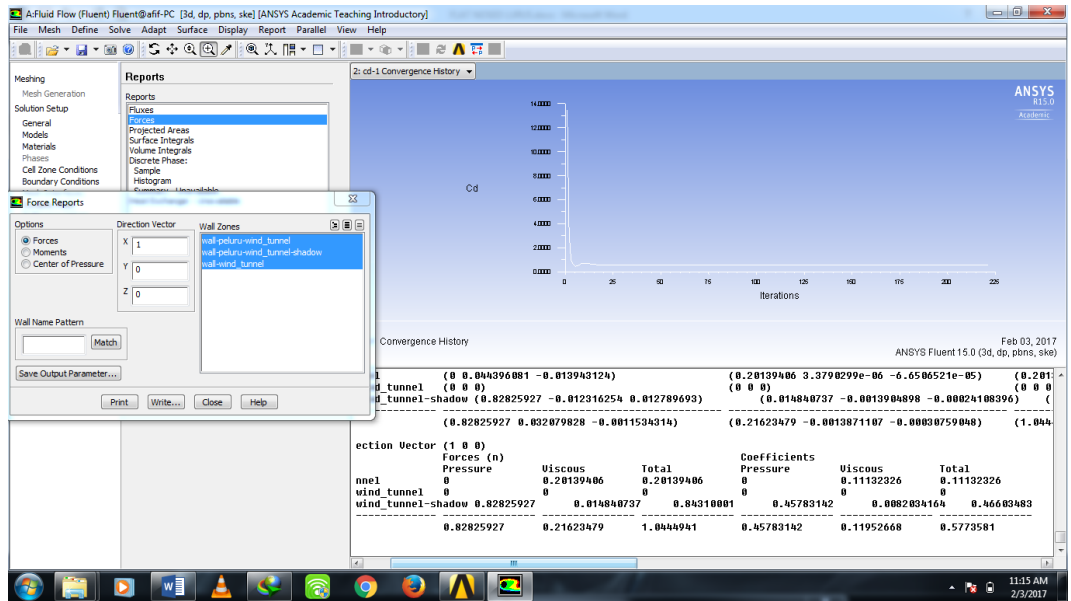 A:Fluid Flow (Fluent) Fluent@afif-PC [3d, dp, pbns, ske] [ANSYS Academic Teaching Introductory]
File Mesh Define Solve Adapt Surface Display Report Parallel View Help
Meshing
Mesh Generation
Solution Setup
General
Models
Materials
Phases
Cell Zone Conditions
Boundary Conditions
Reports
Reports
Fluxes
Forces
Projected Areas
Surface Integrals
Volume Integrals
Discrete Phase:
Sample
Histogram
Summary - Unavailable
Force Reports
Options
Forces
Moments
Center of Pressure
Direction Vector
X 1
Y 0
Z 0
Wall Zones
wall-peluru-wind_tunnel
wall-peluru-wind_tunnel-shadow
wall-wind_tunnel
Wall Name Pattern
Match
Save Output Parameter...
Print Write... Close Help
2: cd-1 Convergence History
ANSYS
R15.0
Academic
14.0000
12.0000
10.0000
8.0000
6.0000
4.0000
2.0000
0.0000
Cd
0 25 50 75 100 125 150 175 200 225
Iterations
Convergence History
Feb 03, 2017
ANSYS Fluent 15.0 (3d, dp, pbns, ske)
(0 0.044396081 -0.013943124) (0.20139406 3.3790299e-06 -6.6506521e-05) (0.201
d_tunnel (0 0 0) (0 0 0) (0 0 0
d_tunnel-shadow (0.82825927 -0.012316254 0.012789693) (0.014840737 -0.0013904898 -0.00024108396) (
(0.82825927 0.032079828 -0.0011534314) (0.21623479 -0.0013871107 -0.00030759048) (1.044
ection Vector (1 0 0)
Forces (n) Coefficients
Pressure Viscous Total Pressure Viscous Total
nnel 0 0.20139406 0.20139406 0 0.11132326 0.11132326
wind_tunnel 0 0 0 0 0 0
wind_tunnel-shadow 0.82825927 0.014840737 0.84310001 0.45783142 0.0082034164 0.46603483
0.82825927 0.21623479 1.0444941 0.45783142 0.11952668 0.5773581
11:15 AM
2/3/2017